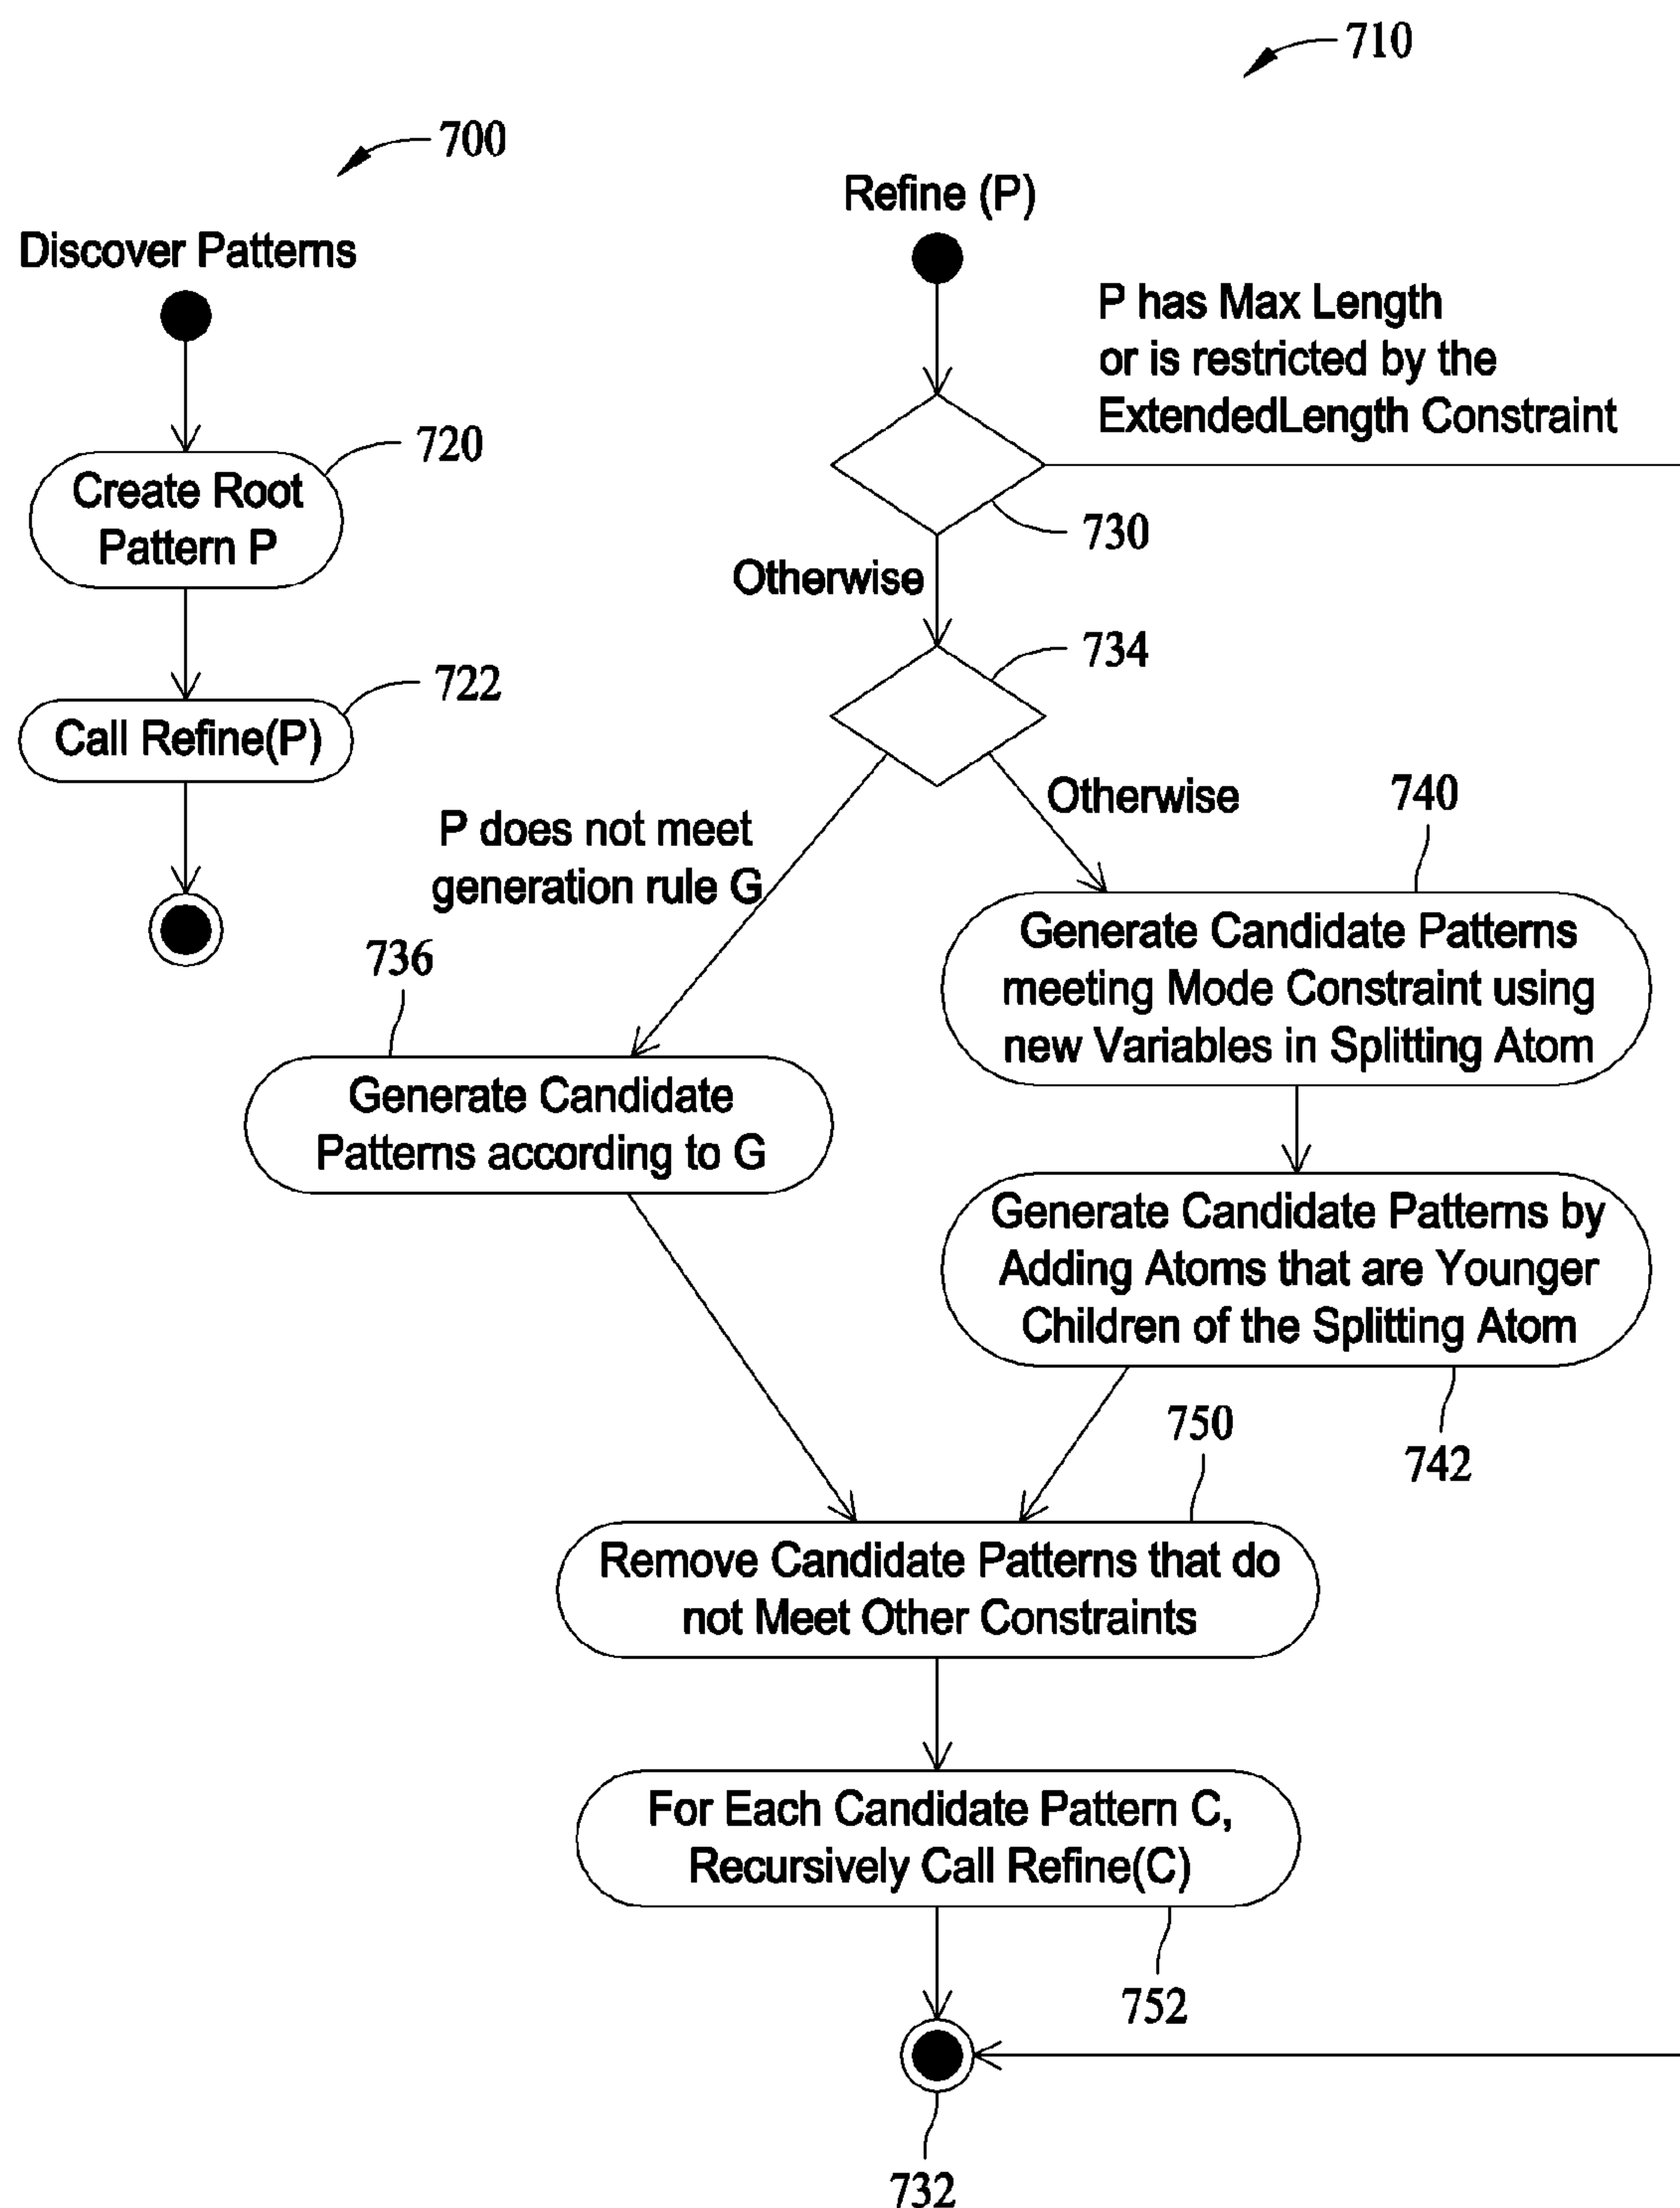 710
700
Refine (P)
Discover Patterns
P has Max Length
or is restricted by the
ExtendedLength Constraint
720
Create Root
Pattern P
730
Otherwise
734
722
Call Refine(P)
Otherwise
740
P does not meet
generation rule G
736
Generate Candidate Patterns
meeting Mode Constraint using
new Variables in Splitting Atom
Generate Candidate
Patterns according to G
Generate Candidate Patterns by
Adding Atoms that are Younger
Children of the Splitting Atom
750
742
Remove Candidate Patterns that do
not Meet Other Constraints
For Each Candidate Pattern C,
Recursively Call Refine(C)
752
732